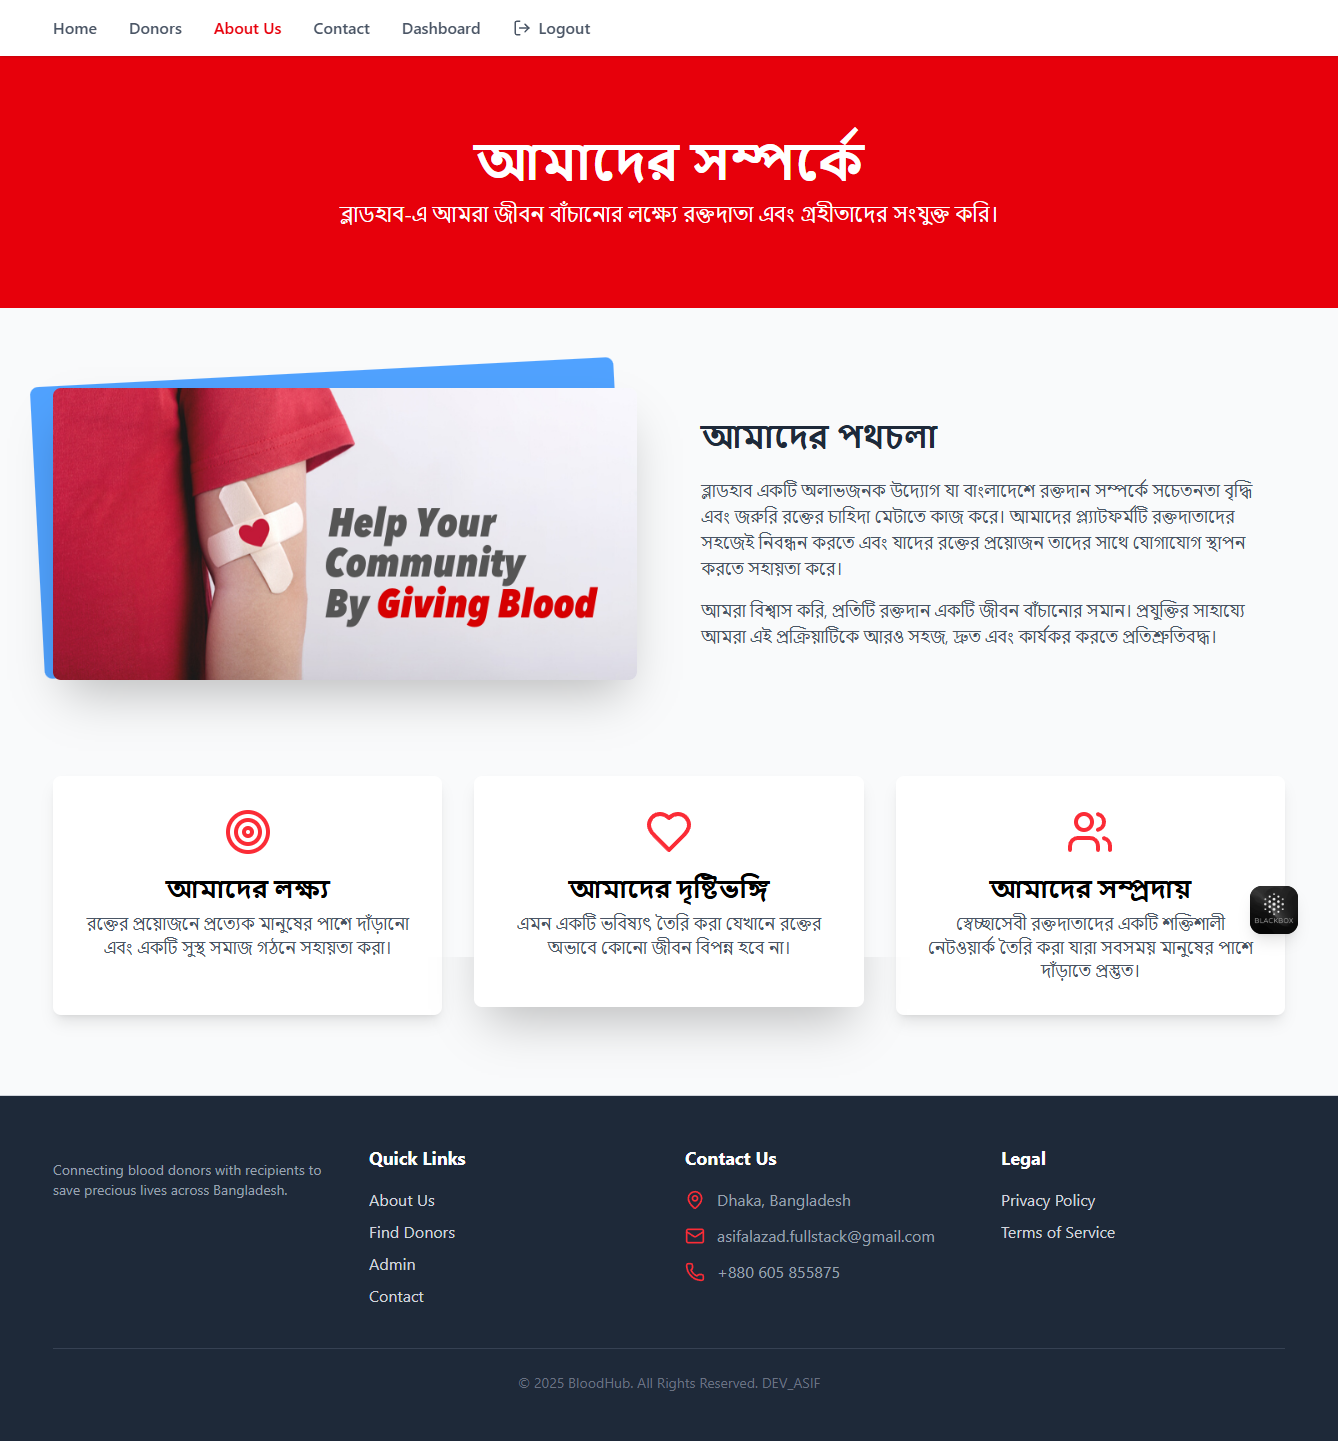 Home Donors About Us Contact Dashboard Logout
আমাদের সম্পর্কে
ব্লাডহাব-এ আমরা জীবন বাঁচানোর লক্ষ্যে রক্তদাতা এবং গ্রহীতাদের সংযুক্ত করি।
Help Your
Community
By Giving Blood
আমাদের পথচলা
ব্লাডহাব একটি অলাভজনক উদ্যোগ যা বাংলাদেশে রক্তদান সম্পর্কে সচেতনতা বৃদ্ধি
এবং জরুরি রক্তের চাহিদা মেটাতে কাজ করে। আমাদের প্ল্যাটফর্মটি রক্তদাতাদের
সহজেই নিবন্ধন করতে এবং যাদের রক্তের প্রয়োজন তাদের সাথে যোগাযোগ স্থাপন
করতে সহায়তা করে।
আমরা বিশ্বাস করি, প্রতিটি রক্তদান একটি জীবন বাঁচানোর সমান। প্রযুক্তির সাহায্যে
আমরা এই প্রক্রিয়াটিকে আরও সহজ, দ্রুত এবং কার্যকর করতে প্রতিশ্রুতিবদ্ধ।
আমাদের লক্ষ্য
রক্তের প্রয়োজনে প্রত্যেক মানুষের পাশে দাঁড়ানো
এবং একটি সুস্থ সমাজ গঠনে সহায়তা করা।
আমাদের দৃষ্টিভঙ্গি
এমন একটি ভবিষ্যৎ তৈরি করা যেখানে রক্তের
অভাবে কোনো জীবন বিপন্ন হবে না।
আমাদের সম্প্রদায়
স্বেচ্ছাসেবী রক্তদাতাদের একটি শক্তিশালী
নেটওয়ার্ক তৈরি করা যারা সবসময় মানুষের পাশে
দাঁড়াতে প্রস্তুত।
BLACKBOX
Connecting blood donors with recipients to
save precious lives across Bangladesh.
Quick Links
About Us
Find Donors
Admin
Contact
Contact Us
Dhaka, Bangladesh
asifalazad.fullstack@gmail.com
+880 605 855875
Legal
Privacy Policy
Terms of Service
© 2025 BloodHub. All Rights Reserved. DEV_ASIF